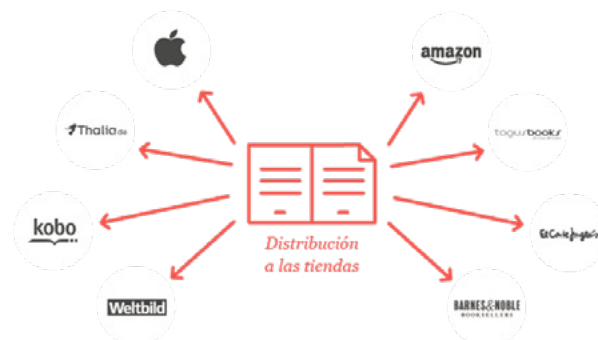 amazon
Thalia.de
tagusbooks
kobo
El Corte Inglés
Distribución
a las tiendas
Weltbild
BARNES&NOBLE
BOOKSELLERS